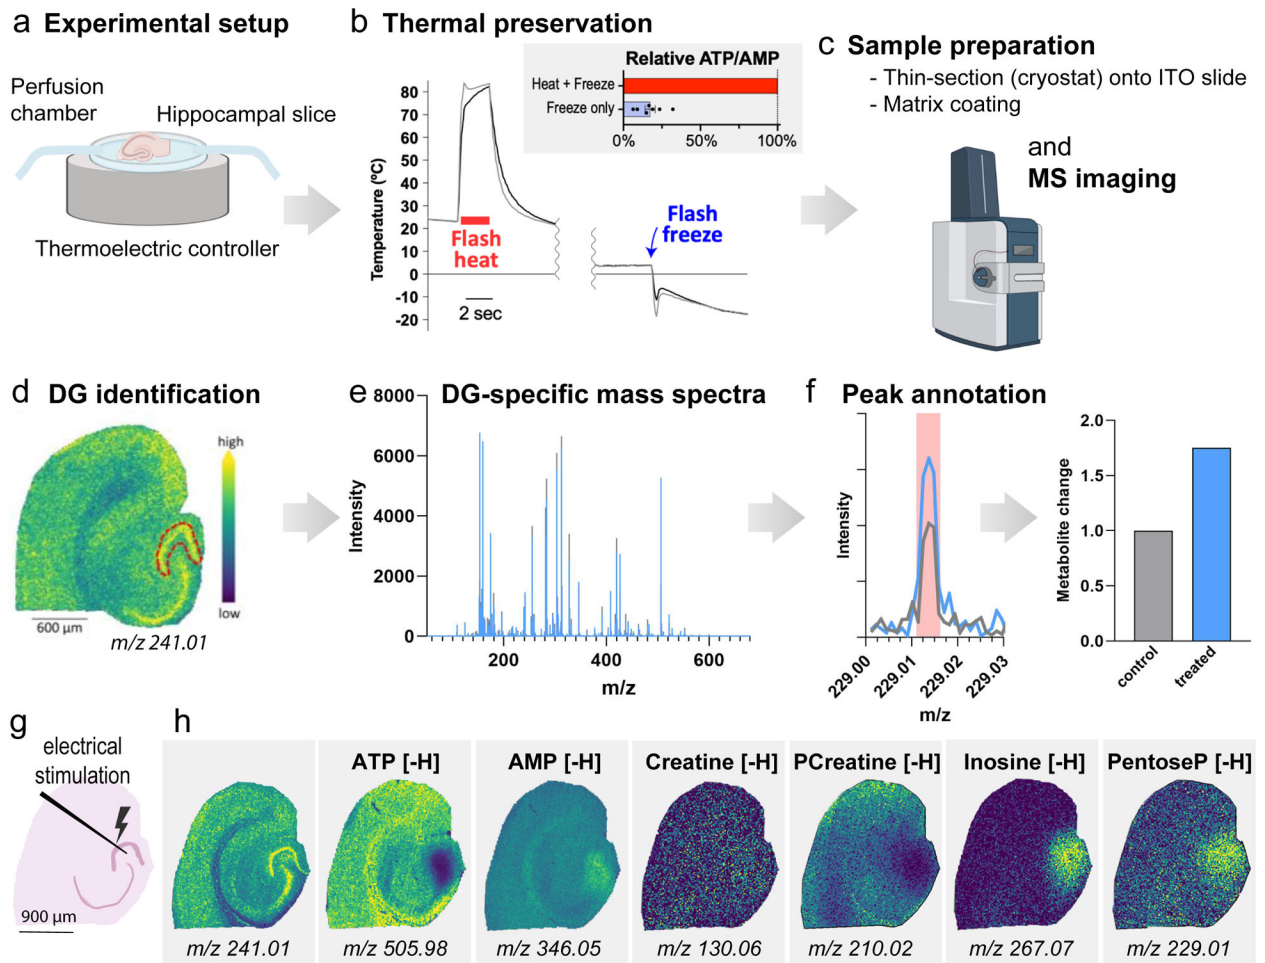 a Experimental setup
Perfusion
chamber
Hippocampal slice
Thermoelectric controller
b Thermal preservation
Relative ATP/AMP
Heat + Freeze
Freeze only
0% 50% 100%
Temperature (ºC)
80
70
60
50
40
30
20
10
0
-10
-20
Flash
heat
2 sec
Flash
freeze
c Sample preparation
- Thin-section (cryostat) onto ITO slide
- Matrix coating
and
MS imaging
d DG identification
high
low
600 µm
m/z 241.01
e DG-specific mass spectra
Intensity
8000
6000
4000
2000
0
200 400 600
m/z
f Peak annotation
Intensity
229.00 229.01 229.02 229.03
m/z
Metabolite change
2.0
1.5
1.0
0.5
0.0
control treated
g
electrical
stimulation
900 µm
h
ATP [-H] AMP [-H] Creatine [-H] PCreatine [-H] Inosine [-H] PentoseP [-H]
m/z 241.01 m/z 505.98 m/z 346.05 m/z 130.06 m/z 210.02 m/z 267.07 m/z 229.01